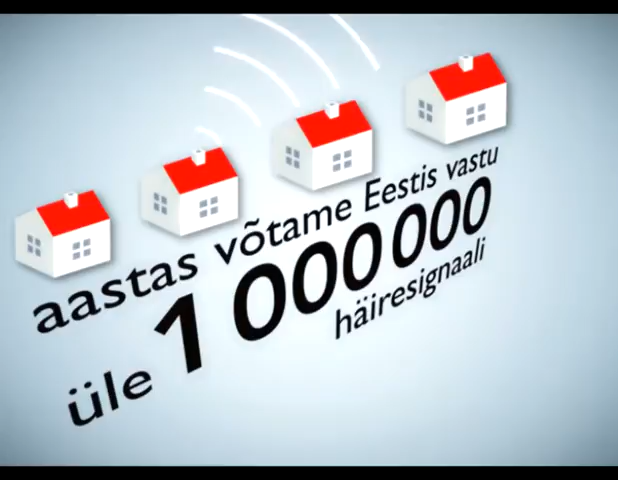 aastas võtame Eestis vastu
üle 1 000 000
häiresignaali